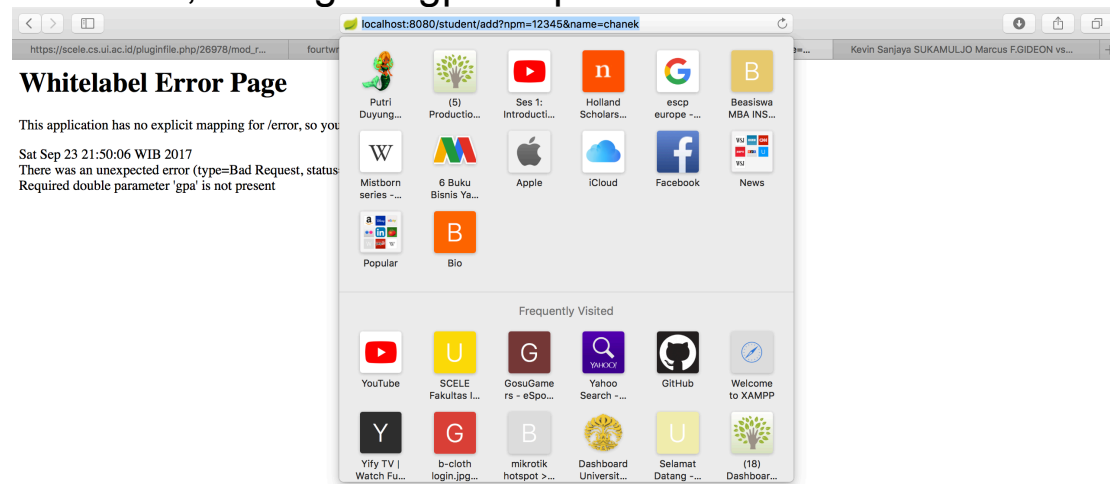 localhost:8080/student/add?npm=12345&name=chanek
https://scele.cs.ui.ac.id/pluginfile.php/26978/mod_r...
fourtwr
e=...
Kevin Sanjaya SUKAMULJO Marcus F.GIDEON vs...
Whitelabel Error Page
This application has no explicit mapping for /error, so you
Sat Sep 23 21:50:06 WIB 2017
There was an unexpected error (type=Bad Request, status=
Required double parameter 'gpa' is not present
Putri Duyung...
(5) Productio...
Ses 1: Introducti...
Holland Scholars...
escp europe -...
Beasiswa MBA INS...
Mistborn series -...
6 Buku Bisnis Ya...
Apple
iCloud
Facebook
News
Popular
Bio
Frequently Visited
YouTube
SCELE Fakultas I...
GosuGame rs - eSpo...
Yahoo Search -...
GitHub
Welcome to XAMPP
Yify TV | Watch Fu...
b-cloth login.jpg...
mikrotik hotspot >...
Dashboard Universit...
Selamat Datang -...
(18) Dashboar...